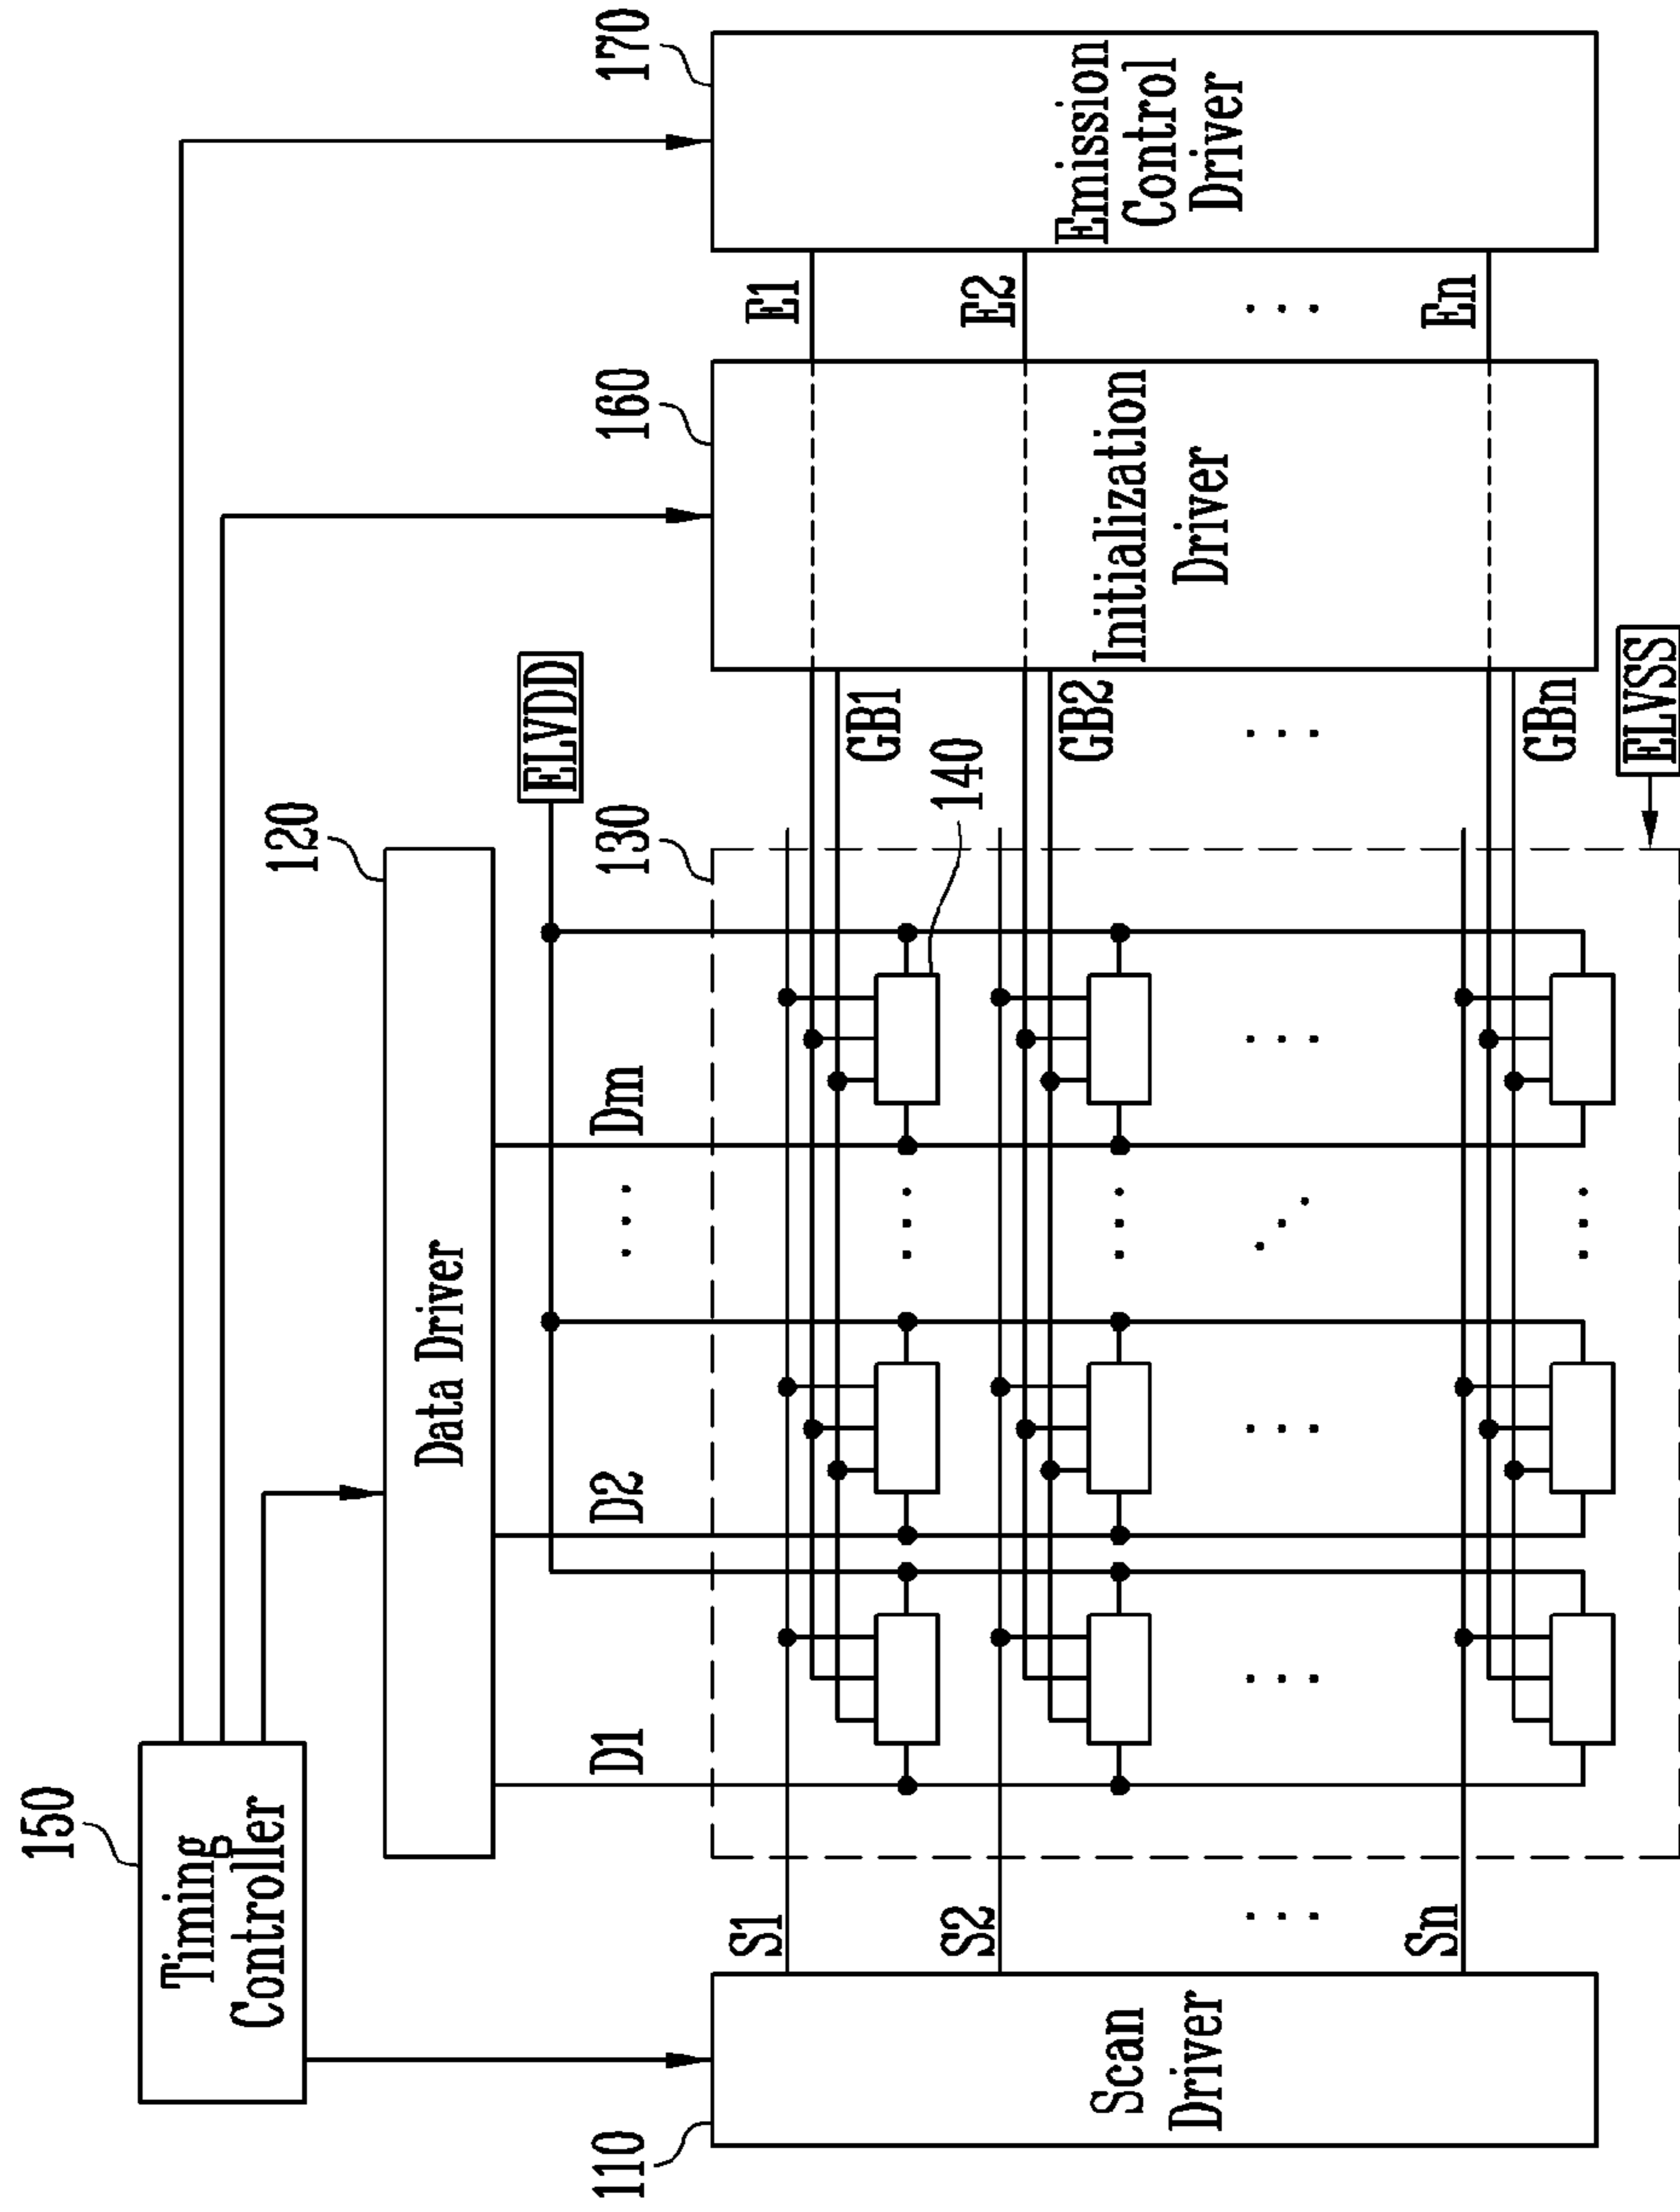 150
Timing
Controller
120
Data Driver
ELVDD
D1
D2
. . .
Dm
110
130
160
170
Scan
Driver
S1
S2
. . .
Sn
140
GB1
GB2
. . .
GBn
Initialization
Driver
E1
E2
. . .
En
Emission
Control
Driver
ELVSS